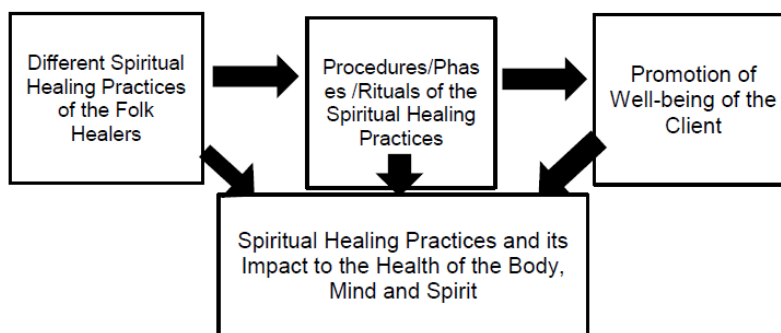 Different Spiritual
Healing Practices
of the Folk
Healers
Procedures/Phas
es /Rituals of the
Spiritual Healing
Practices
Promotion of
Well-being of the
Client
Spiritual Healing Practices and its
Impact to the Health of the Body,
Mind and Spirit